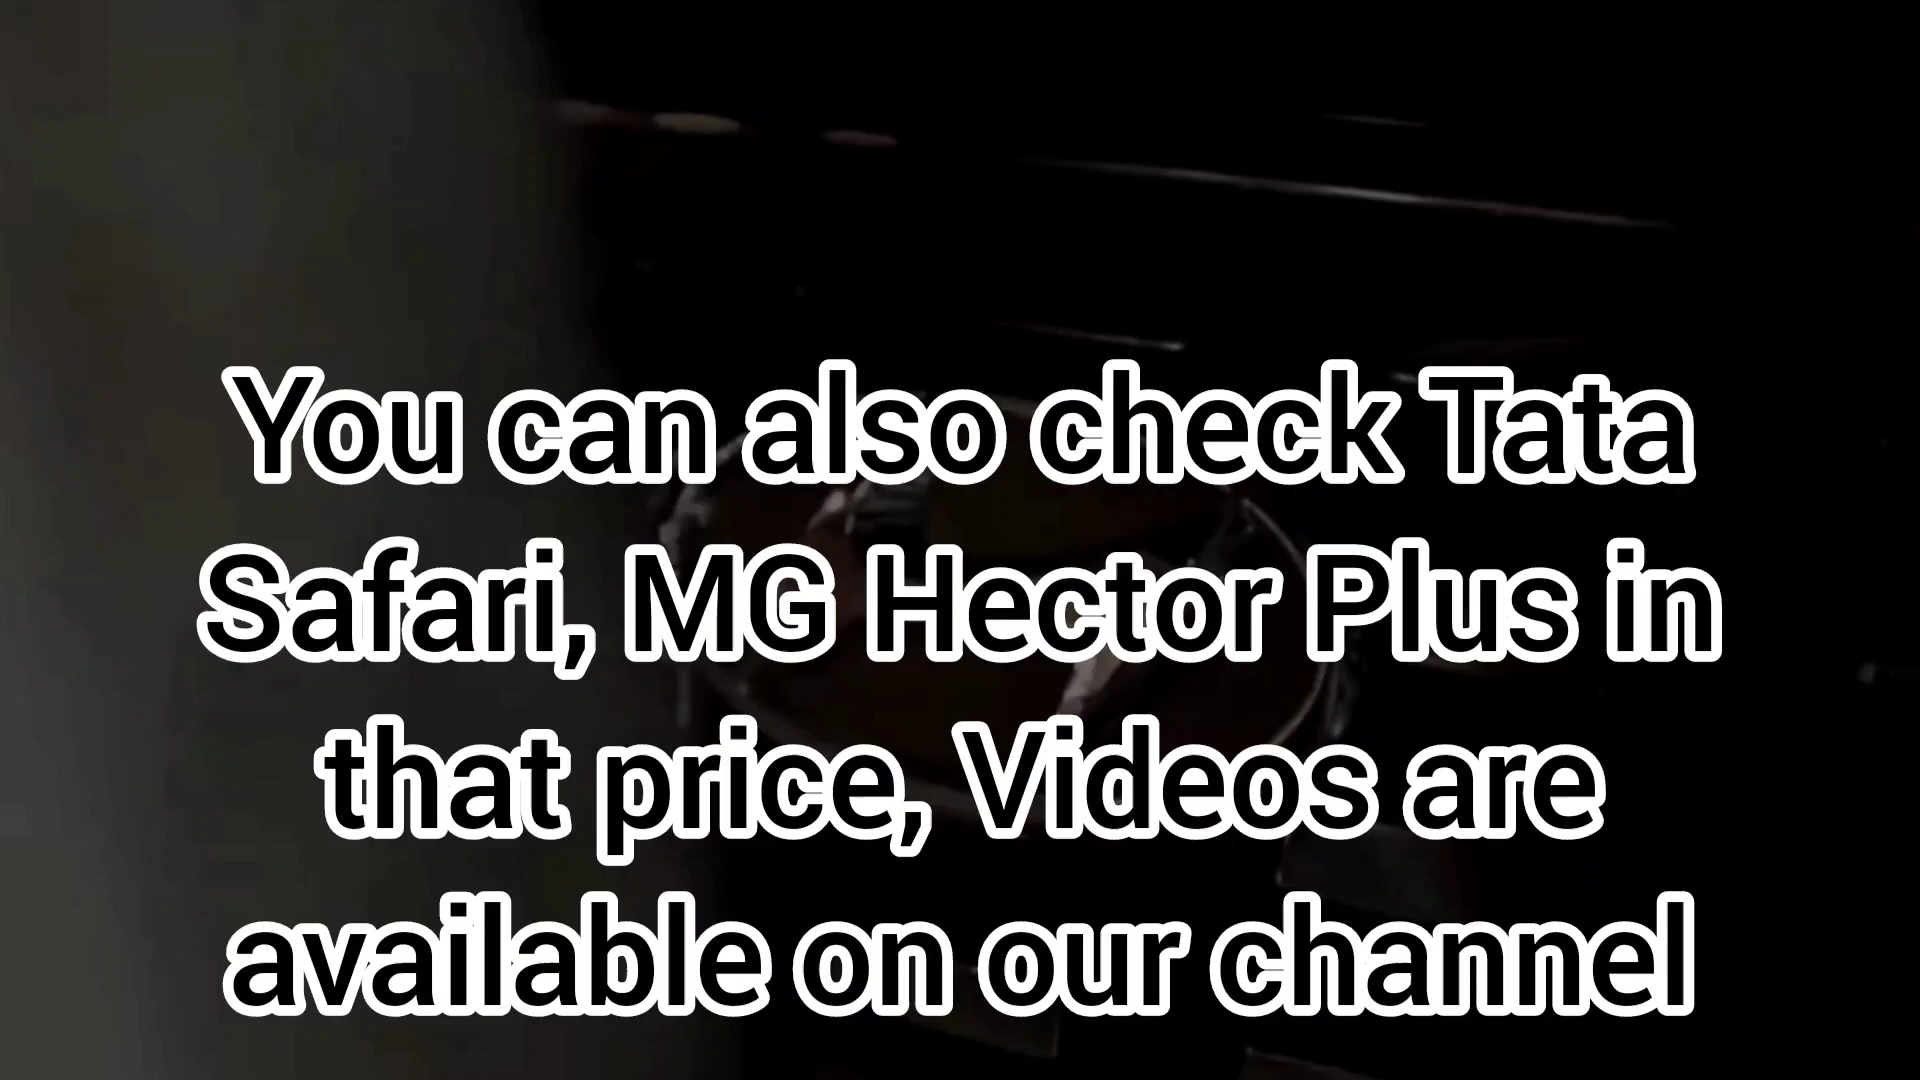 You can also check Tata
Safari, MG Hector Plus in
that price, Videos are
available on our channel